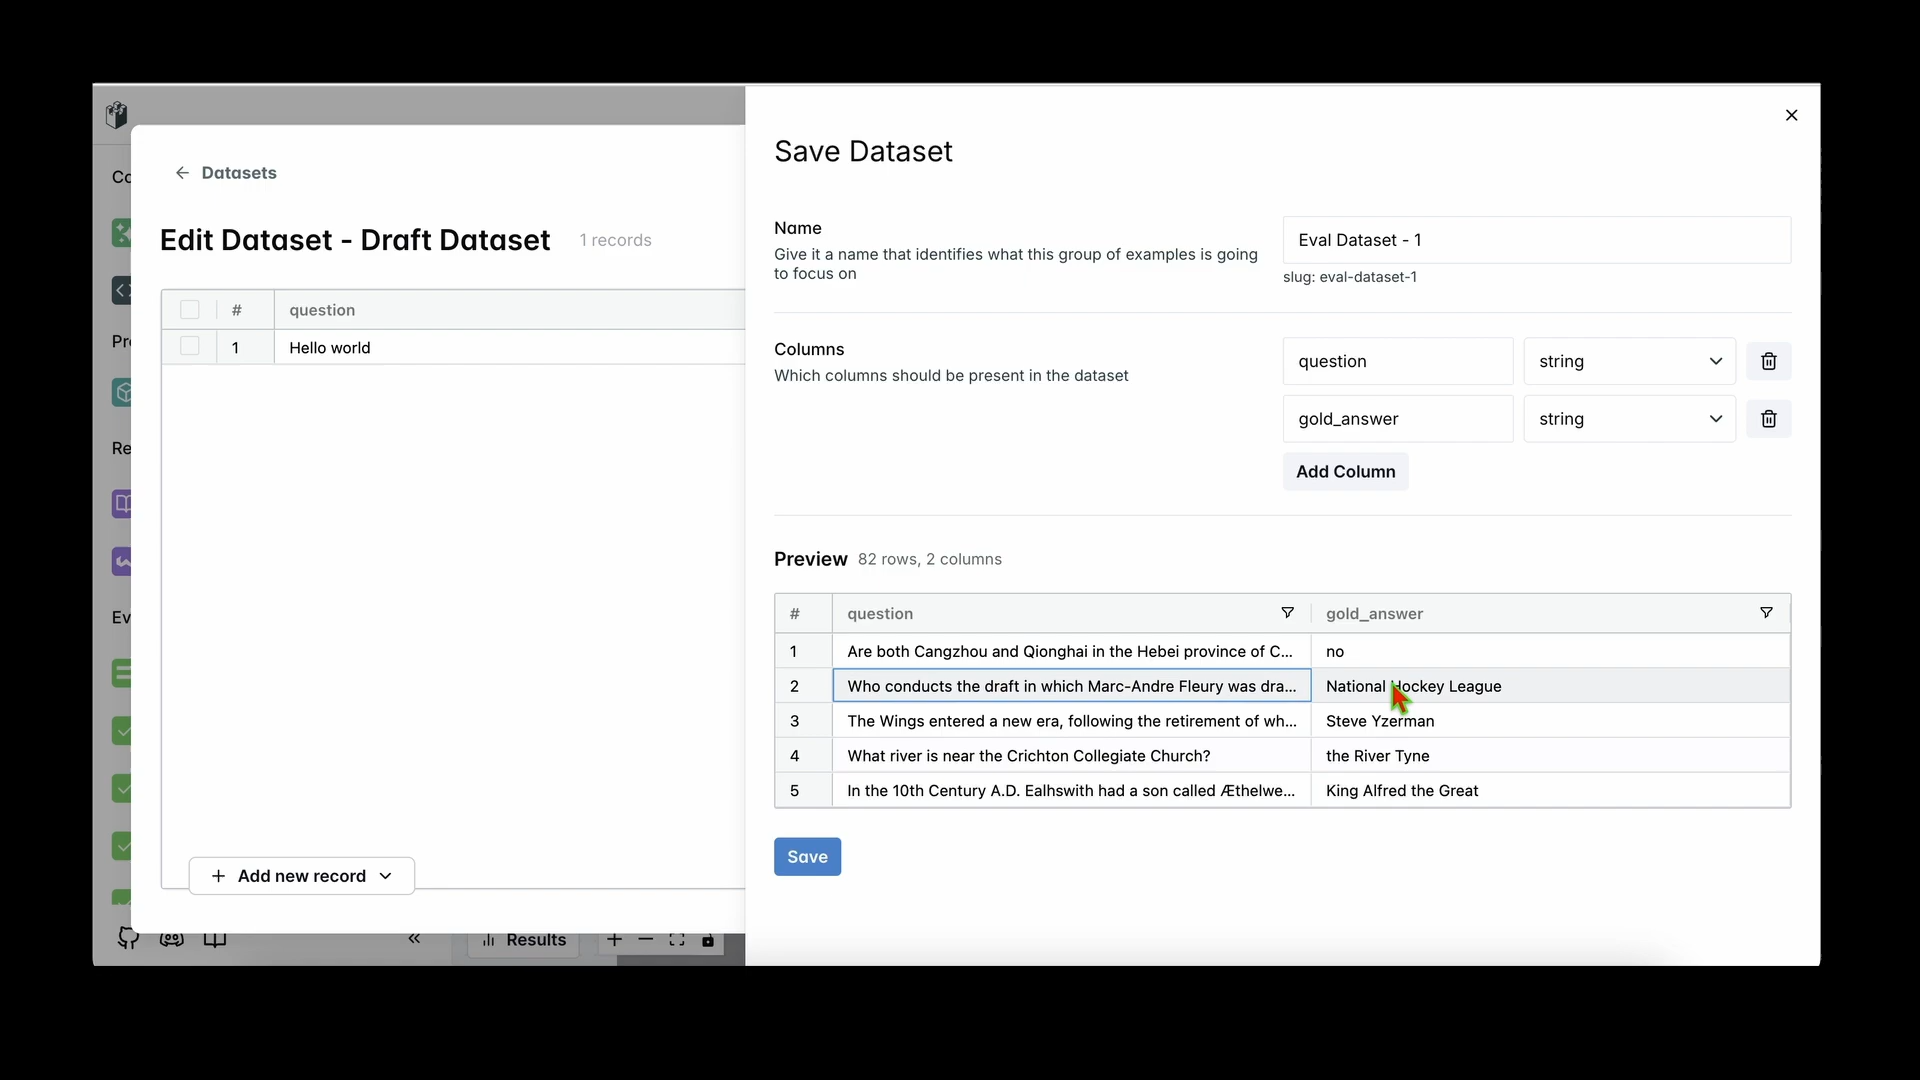 Datasets
Edit Dataset - Draft Dataset 1 records
# question
1 Hello world
Add new record
Results
Save Dataset
Name
Give it a name that identifies what this group of examples is going
to focus on
Eval Dataset - 1
slug: eval-dataset-1
Columns
Which columns should be present in the dataset
question string
gold_answer string
Add Column
Preview 82 rows, 2 columns
# question gold_answer
1 Are both Cangzhou and Qionghai in the Hebei province of C... no
2 Who conducts the draft in which Marc-Andre Fleury was dra... National Hockey League
3 The Wings entered a new era, following the retirement of wh... Steve Yzerman
4 What river is near the Crichton Collegiate Church? the River Tyne
5 In the 10th Century A.D. Ealhswith had a son called Æthelwe... King Alfred the Great
Save